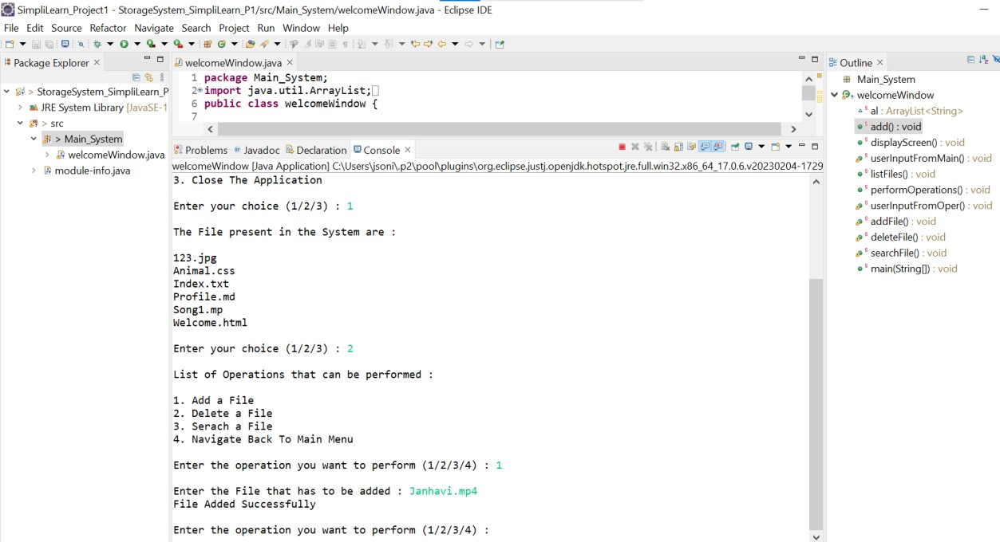 SimpliLearn_Project1 - StorageSystem_SimpliLearn_P1/src/Main_System/welcomeWindow.java - Eclipse IDE
File Edit Source Refactor Navigate Search Project Run Window Help
Package Explorer
> StorageSystem_SimpliLearn_P
JRE System Library [JavaSE-1
> src
> Main_System
welcomeWindow.java
module-info.java
welcomeWindow.java
1 package Main_System;
2 import java.util.ArrayList;
6 public class welcomeWindow {
7
Problems Javadoc Declaration Console
welcomeWindow [Java Application] C:\Users\jsoni\.p2\pool\plugins\org.eclipse.justj.openjdk.hotspot.jre.full.win32.x86_64_17.0.6.v20230204-1729
3. Close The Application
Enter your choice (1/2/3) : 1
The File present in the System are :
123.jpg
Animal.css
Index.txt
Profile.md
Song1.mp
Welcome.html
Enter your choice (1/2/3) : 2
List of Operations that can be performed :
1. Add a File
2. Delete a File
3. Serach a File
4. Navigate Back To Main Menu
Enter the operation you want to perform (1/2/3/4) : 1
Enter the File that has to be added : Janhavi.mp4
File Added Successfully
Enter the operation you want to perform (1/2/3/4) :
Outline
Main_System
welcomeWindow
al : ArrayList<String>
add() : void
displayScreen() : void
userInputFromMain() : void
listFiles() : void
performOperations() : void
userInputFromOper() : void
addFile() : void
deleteFile() : void
searchFile() : void
main(String[]) : void